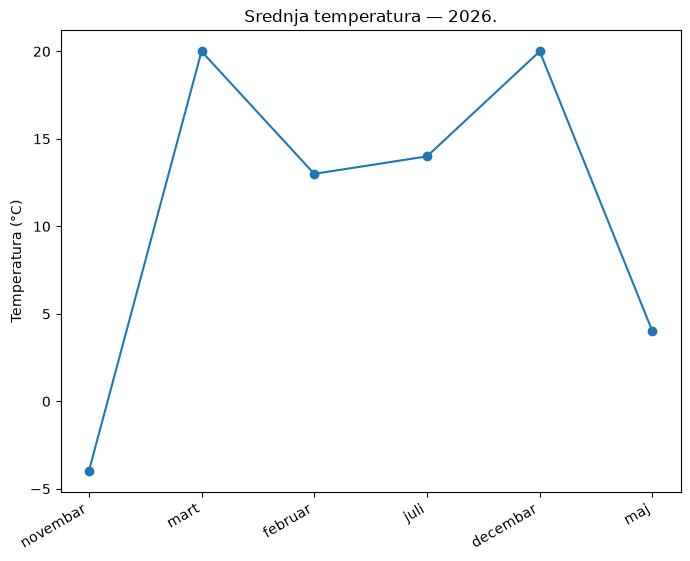 Srednja temperatura — 2026.
Temperatura (°C)
20
15
10
5
0
−5
novembar
mart
februar
juli
decembar
maj